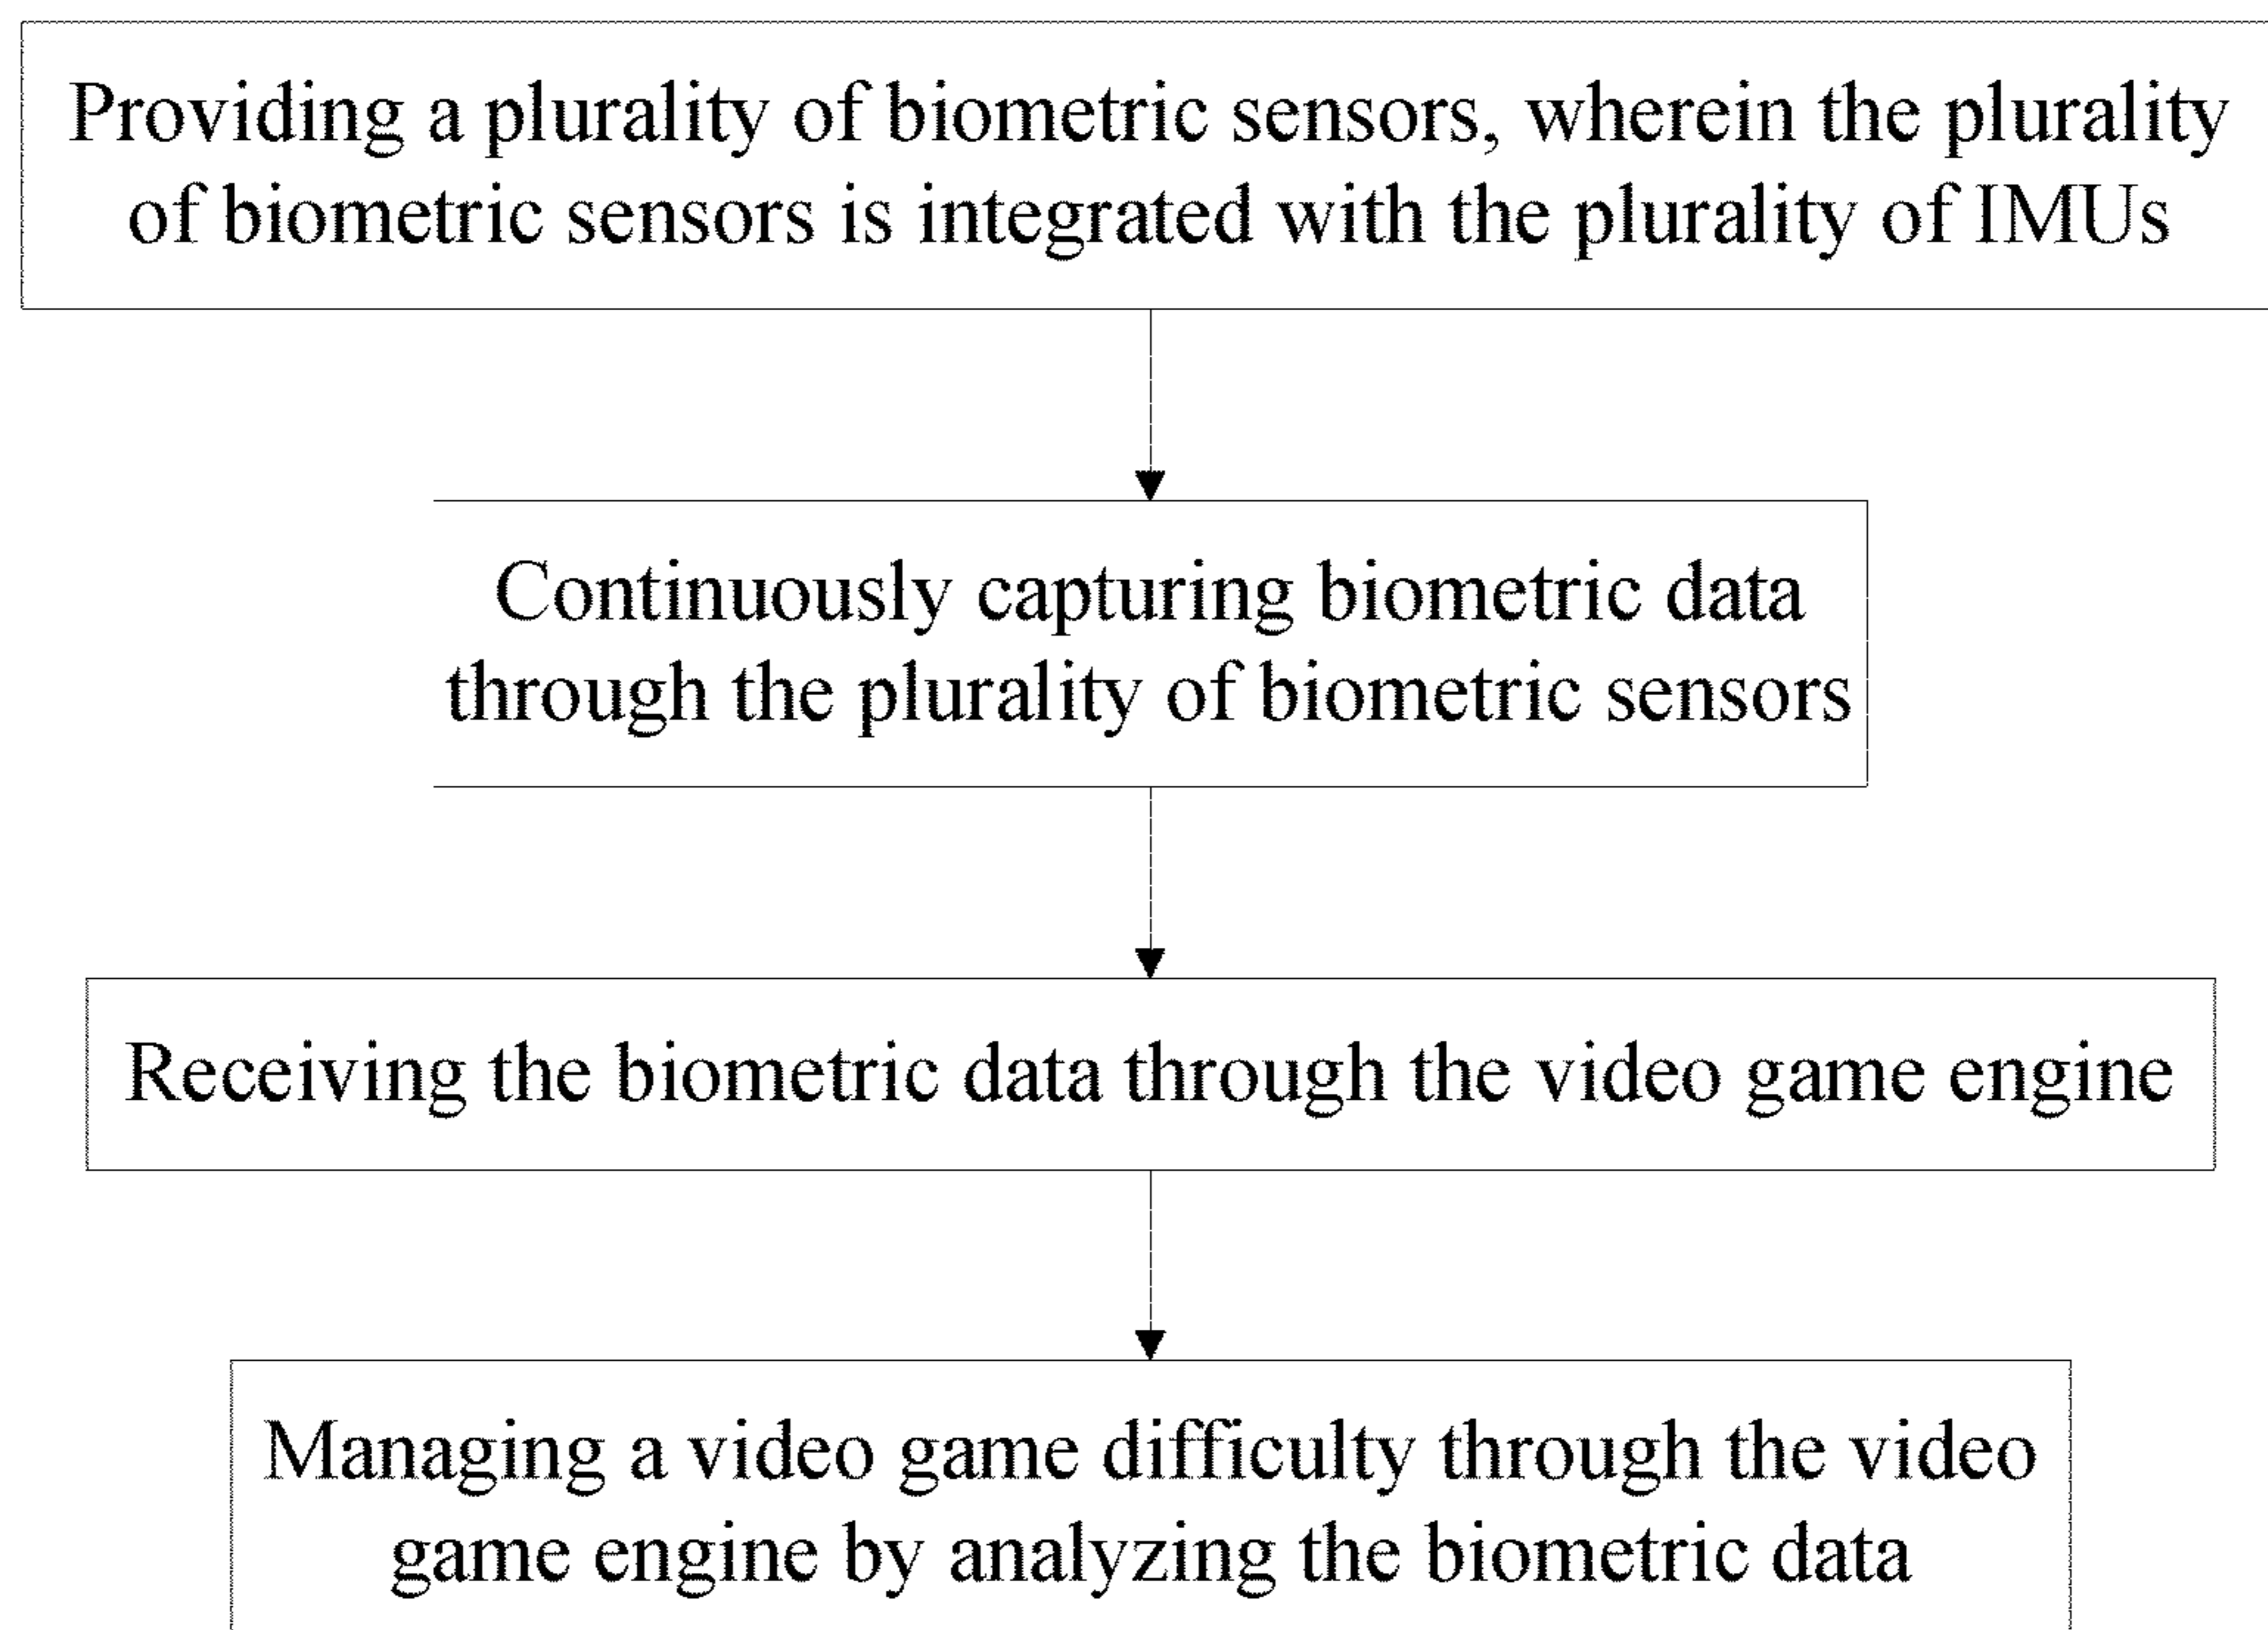 Providing a plurality of biometric sensors, wherein the plurality
of biometric sensors is integrated with the plurality of IMUs
Continuously capturing biometric data
through the plurality of biometric sensors
Receiving the biometric data through the video game engine
Managing a video game difficulty through the video
game engine by analyzing the biometric data